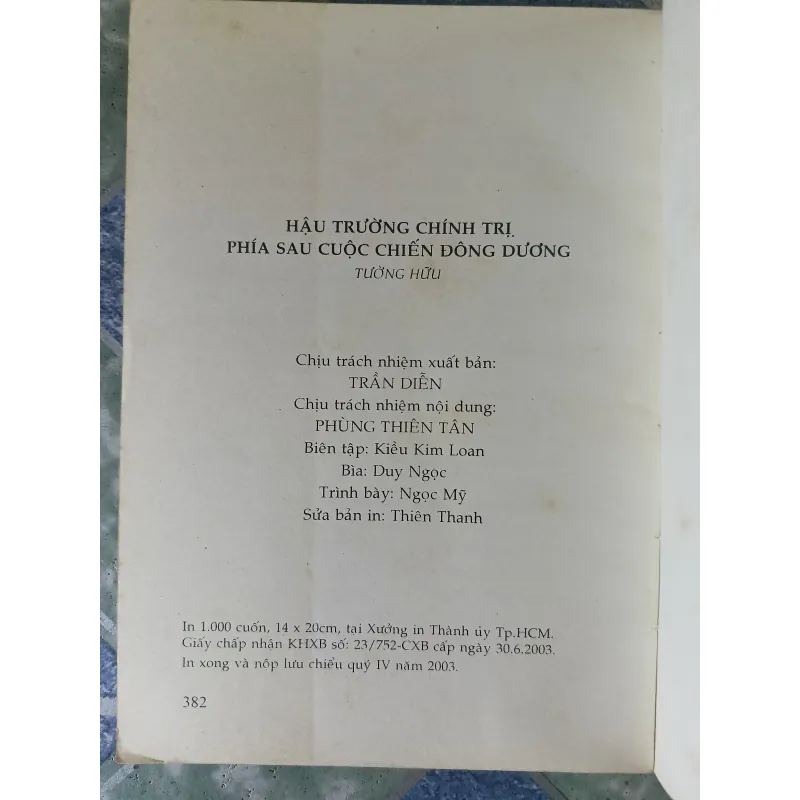 HẬU TRƯỜNG CHÍNH TRỊ
PHÍA SAU CUỘC CHIẾN ĐÔNG DƯƠNG
TƯỜNG HỮU
Chịu trách nhiệm xuất bản:
TRẦN DIỄN
Chịu trách nhiệm nội dung:
PHÙNG THIÊN TÂN
Biên tập: Kiều Kim Loan
Bìa: Duy Ngọc
Trình bày: Ngọc Mỹ
Sửa bản in: Thiên Thanh
In 1.000 cuốn, 14 x 20cm, tại Xưởng in Thành ủy Tp.HCM.
Giấy chấp nhận KHXB số: 23/752-CXB cấp ngày 30.6.2003.
In xong và nộp lưu chiểu quý IV năm 2003.
382